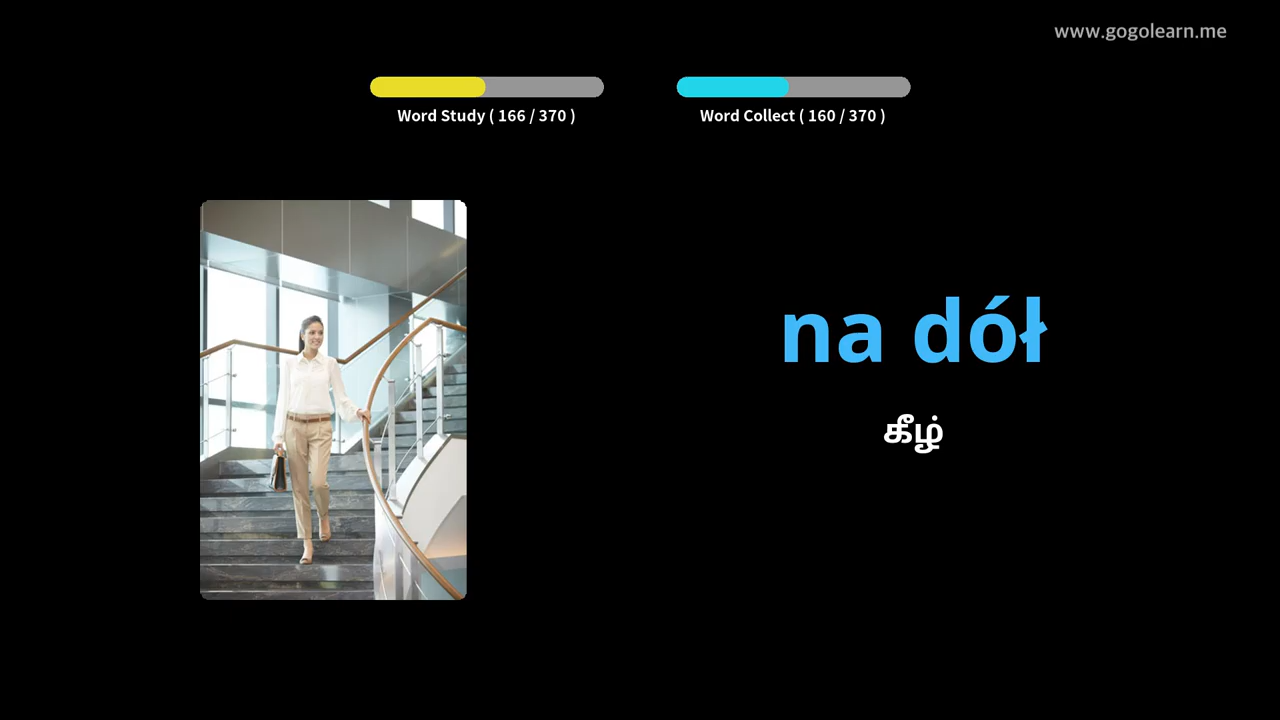 www.gogolearn.me
Word Study ( 166 / 370 )
Word Collect ( 160 / 370 )
na dół
கீழ்